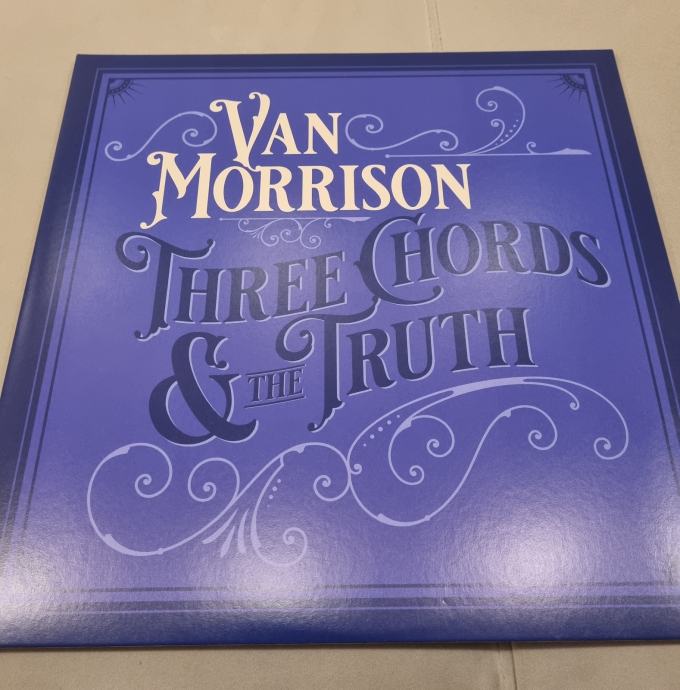 VAN
MORRISON
THREE CHORDS
& THE TRUTH